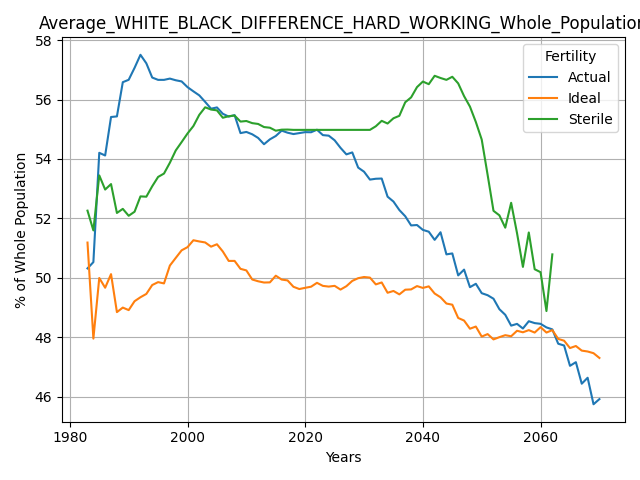 Average_WHITE_BLACK_DIFFERENCE_HARD_WORKING_Whole_Population
58
56
54
52
50
48
46
% of Whole Population
1980
2000
2020
2040
2060
Years
Fertility
Actual
Ideal
Sterile